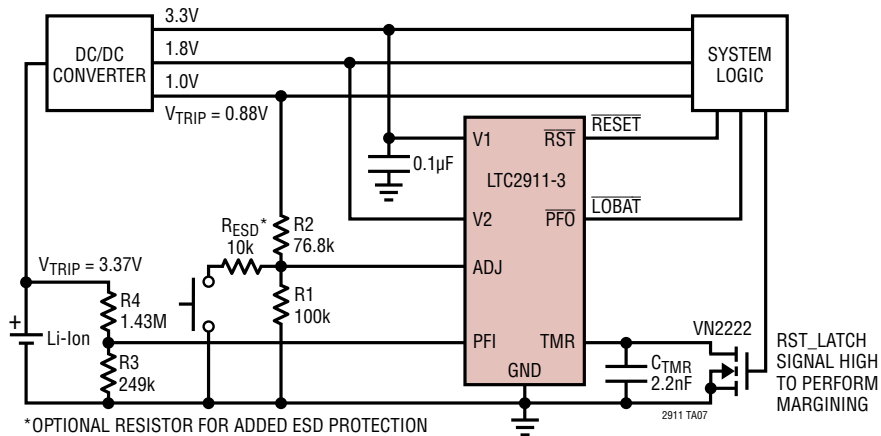 3.3V
1.8V
1.0V
DC/DC
CONVERTER
SYSTEM
LOGIC
VTRIP = 0.88V
V1
RST
RESET
0.1µF
LTC2911-3
V2
PFO
LOBAT
RESD*
10k
R2
76.8k
ADJ
VTRIP = 3.37V
R4
1.43M
R1
100k
+
Li-Ion
PFI
TMR
VN2222
R3
249k
GND
CTMR
2.2nF
RST_LATCH
SIGNAL HIGH
TO PERFORM
MARGINING
2911 TA07
*OPTIONAL RESISTOR FOR ADDED ESD PROTECTION